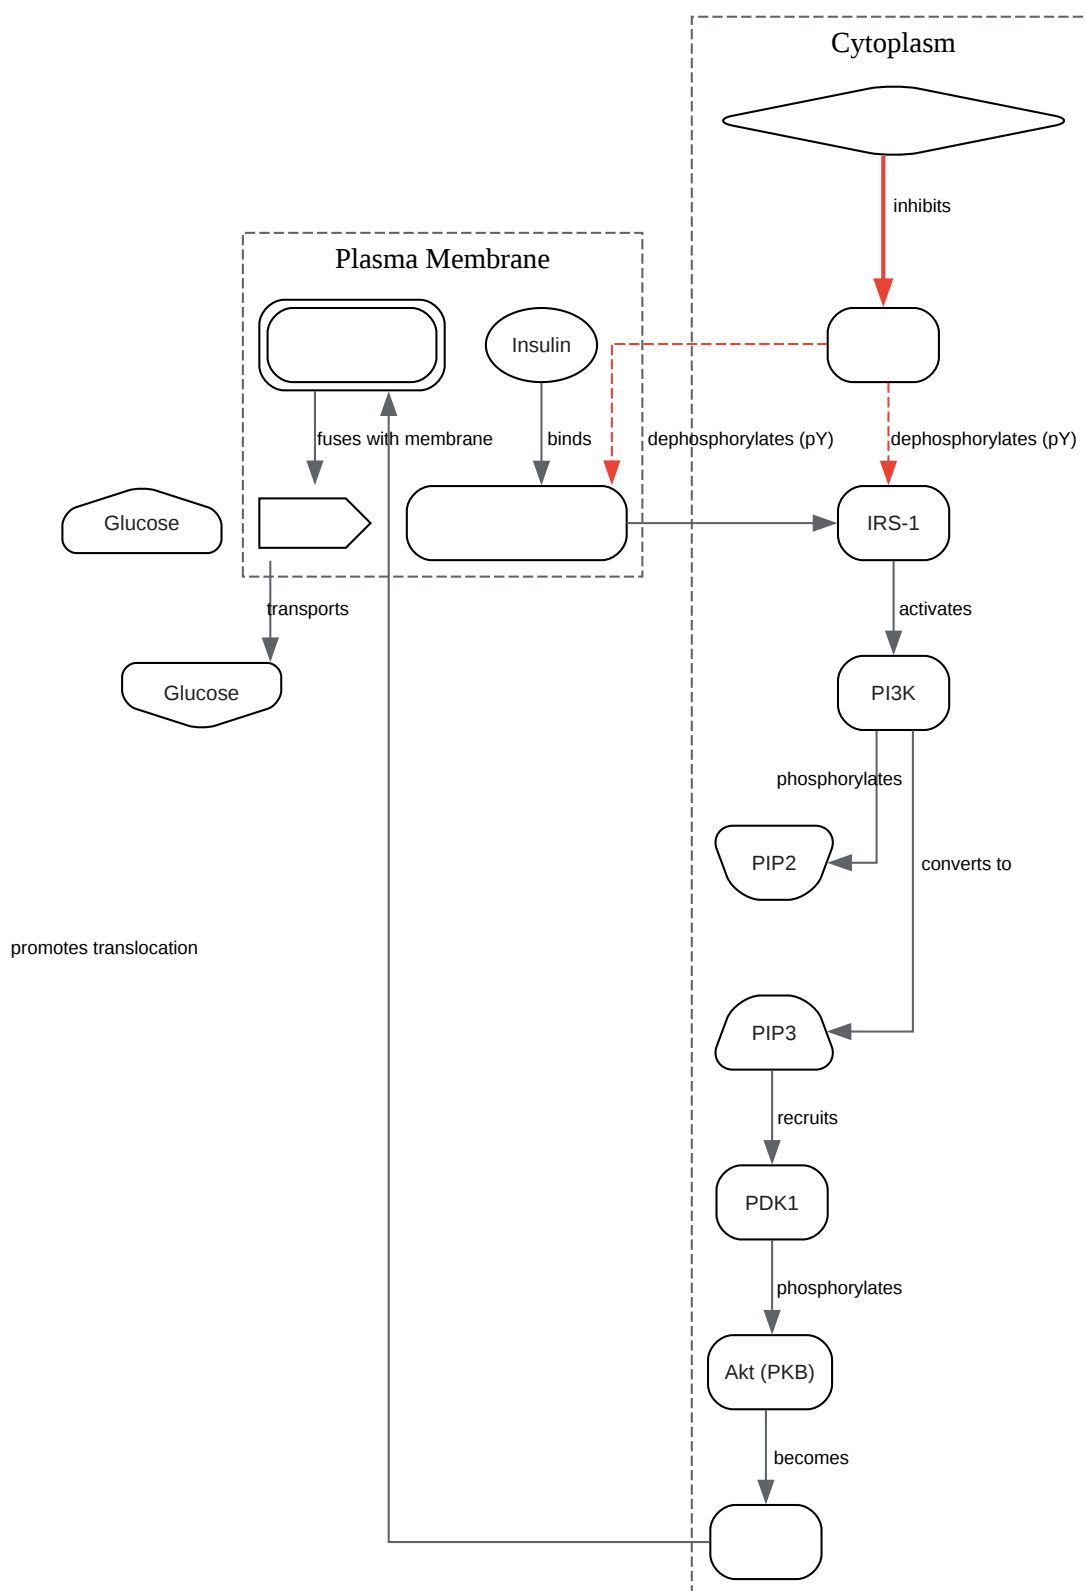 Cytoplasm
inhibits
Plasma Membrane
Insulin
fuses with membrane
binds
dephosphorylates (pY)
dephosphorylates (pY)
Glucose
IRS-1
transports
activates
Glucose
PI3K
phosphorylates
PIP2
converts to
promotes translocation
PIP3
recruits
PDK1
phosphorylates
Akt (PKB)
becomes